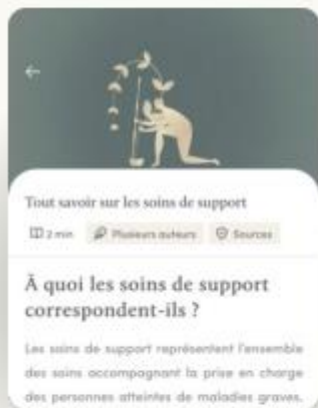 Tout savoir sur les soins de support
2 min
Plusieurs auteurs
Sources
À quoi les soins de support
correspondent-ils ?
Les soins de support représentent l'ensemble
des soins accompagnant la prise en charge
des personnes atteintes de maladies graves.